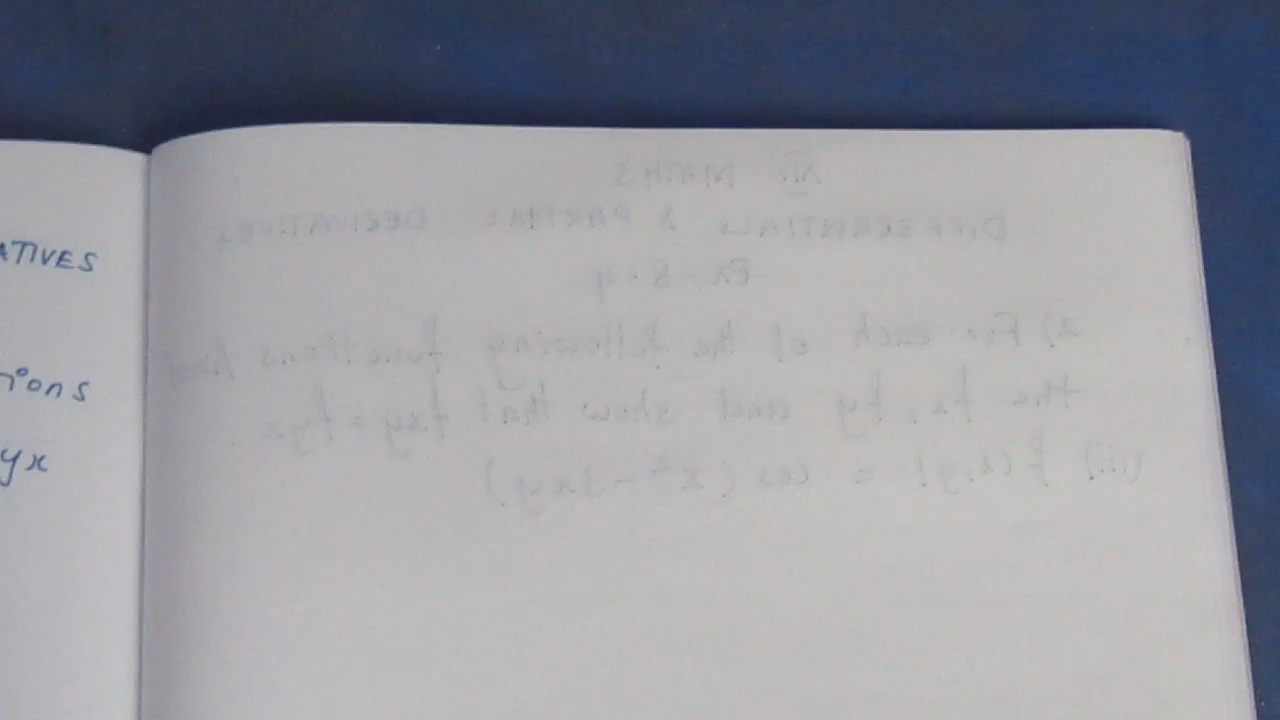 ATIVES
ions
yx
XII MATHS
DIFFERENTIALS & PARTIAL DERIVATIVES
Ex - 8.4
2) For each of the following functions find
the fx, fy and show that fxy = fyx
(iii) f(x,y) = cos(x² - 3xy)